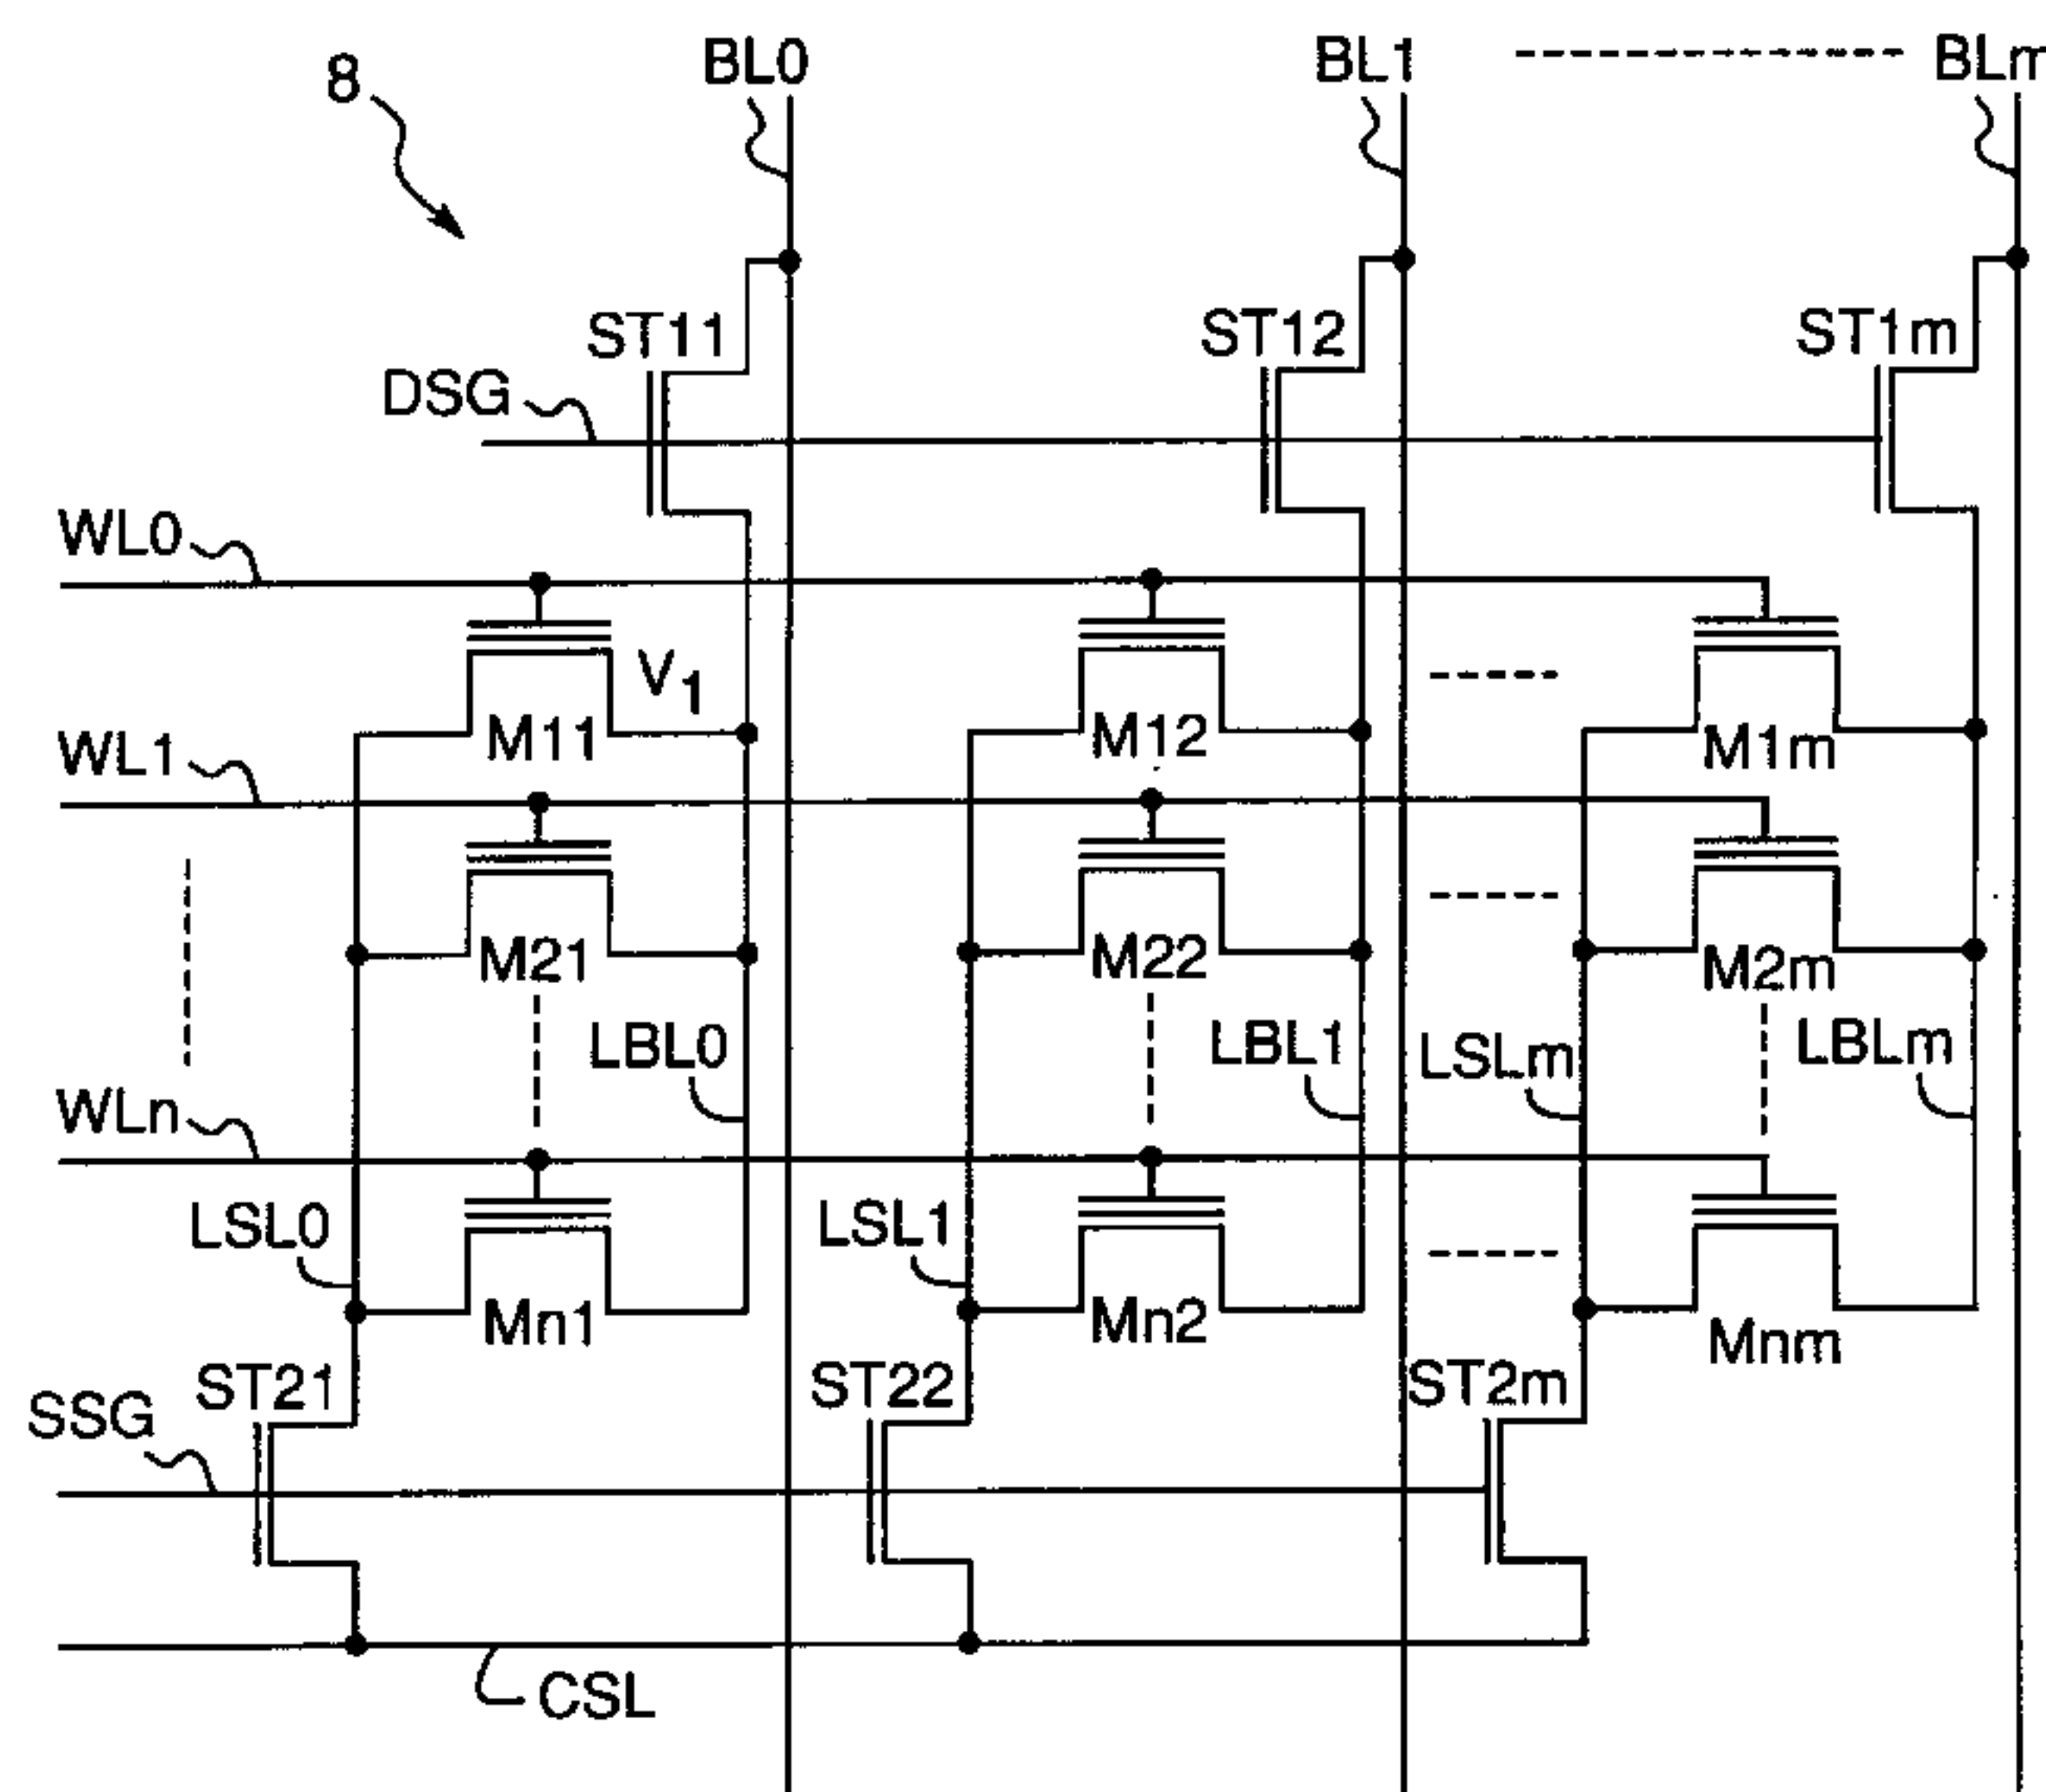 8 BL0 BL1 BLm
ST11 ST12 ST1m
DSG
WL0
V1
M11 M12 M1m
WL1
M21 M22 M2m
LBL0 LBL1 LSLm LBLm
WLn
LSL0 LSL1
Mn1 Mn2 Mnm
ST21 ST22 ST2m
SSG
CSL